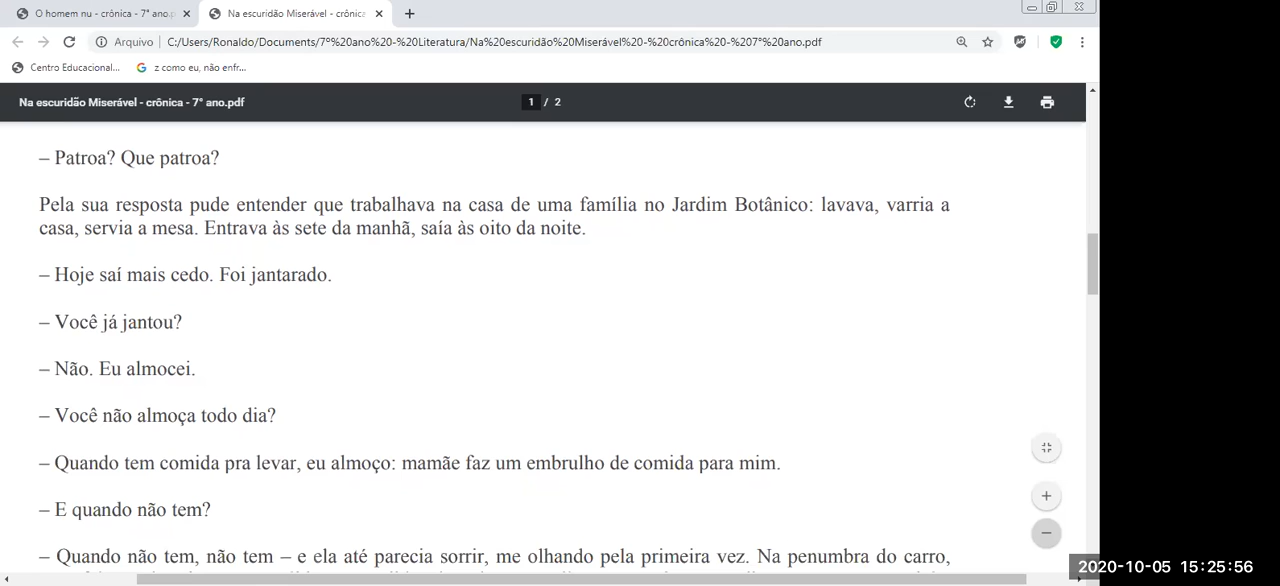 O homem nu - crônica - 7° ano.p
Na escuridão Miserável - crônica
Arquivo
C:/Users/Ronaldo/Documents/7º%20ano%20-%20Literatura/Na%20escuridão%20Miserável%20-%20crônica%20-%207°%20ano.pdf
Centro Educacional...
z como eu, não enfr...
Na escuridão Miserável - crônica - 7° ano.pdf
1 / 2
– Patroa? Que patroa?
Pela sua resposta pude entender que trabalhava na casa de uma família no Jardim Botânico: lavava, varria a
casa, servia a mesa. Entrava às sete da manhã, saía às oito da noite.
– Hoje saí mais cedo. Foi jantarado.
– Você já jantou?
– Não. Eu almocei.
– Você não almoça todo dia?
– Quando tem comida pra levar, eu almoço: mamãe faz um embrulho de comida para mim.
– E quando não tem?
– Quando não tem, não tem – e ela até parecia sorrir, me olhando pela primeira vez. Na penumbra do carro,
2020-10-05 15:25:56